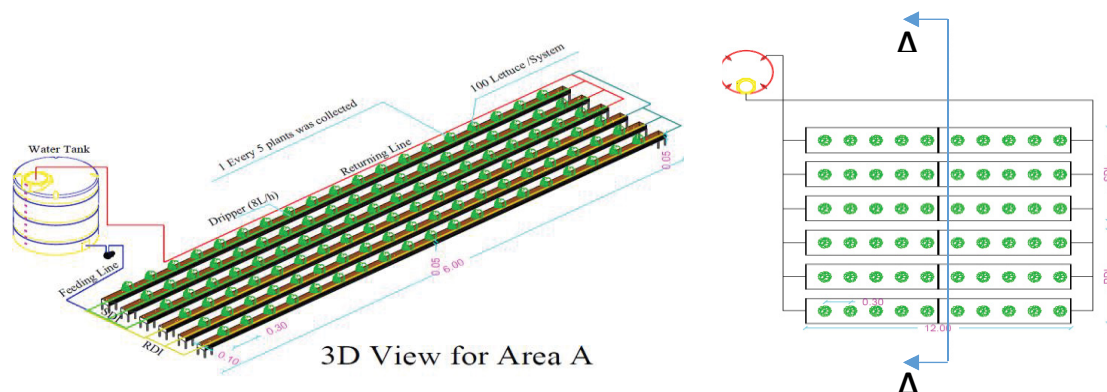 Water Tank
1 Every 5 plants was collected
100 Lettuce /System
Returning Line
Dripper (8L/h)
Feeding Line
SDI
RDI
0.10
0.30
0.05
6.00
0.05
3D View for Area A
Δ
0.30
12.00
Δ